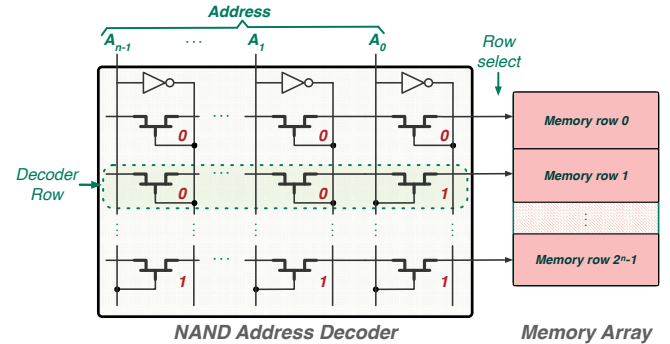 Address
Aₙ₋₁ ... A₁ A₀
Row
select
0 ... 0 0
Memory row 0
Decoder
Row
0 ... 0 1
Memory row 1
⋮ ⋮ ⋮ ⋮ ⋮ ⋮
⋮
1 ... 1 1
Memory row 2ⁿ-1
NAND Address Decoder
Memory Array